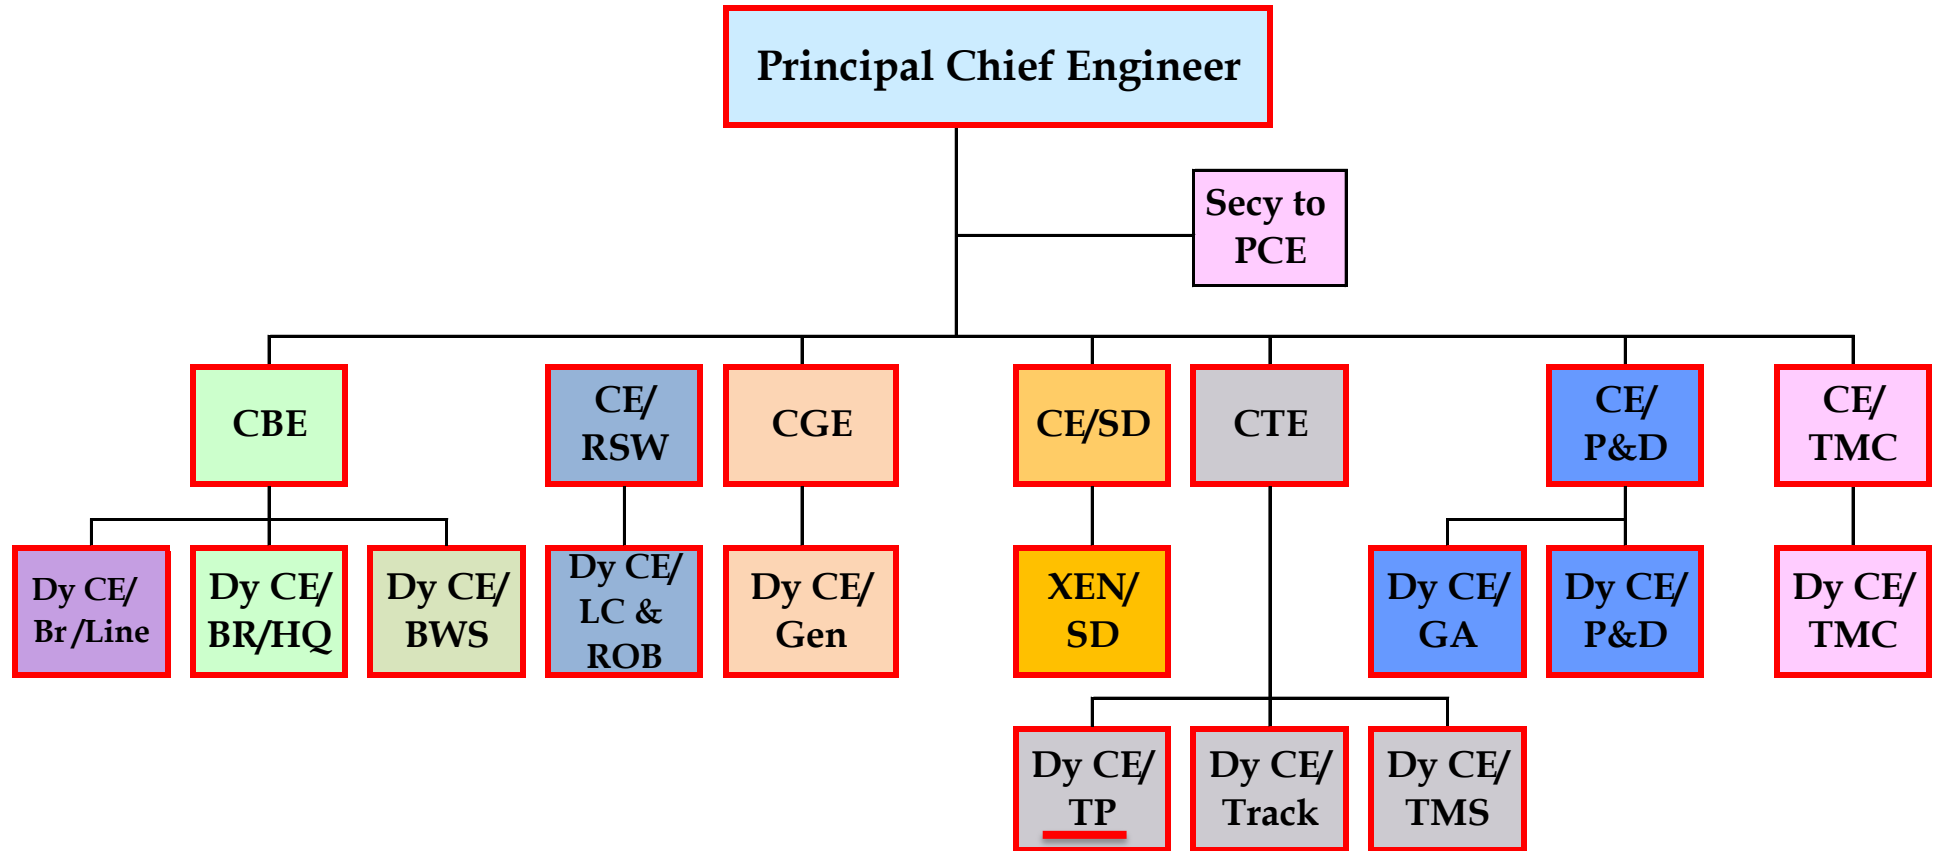 Principal Chief Engineer
Secy to
PCE
CBE
CE/
RSW
CGE
CE/SD
CTE
CE/
P&D
CE/
TMC
Dy CE/
Br /Line
Dy CE/
BR/HQ
Dy CE/
BWS
Dy CE/
LC &
ROB
Dy CE/
Gen
XEN/
SD
Dy CE/
GA
Dy CE/
P&D
Dy CE/
TMC
Dy CE/
TP
Dy CE/
Track
Dy CE/
TMS